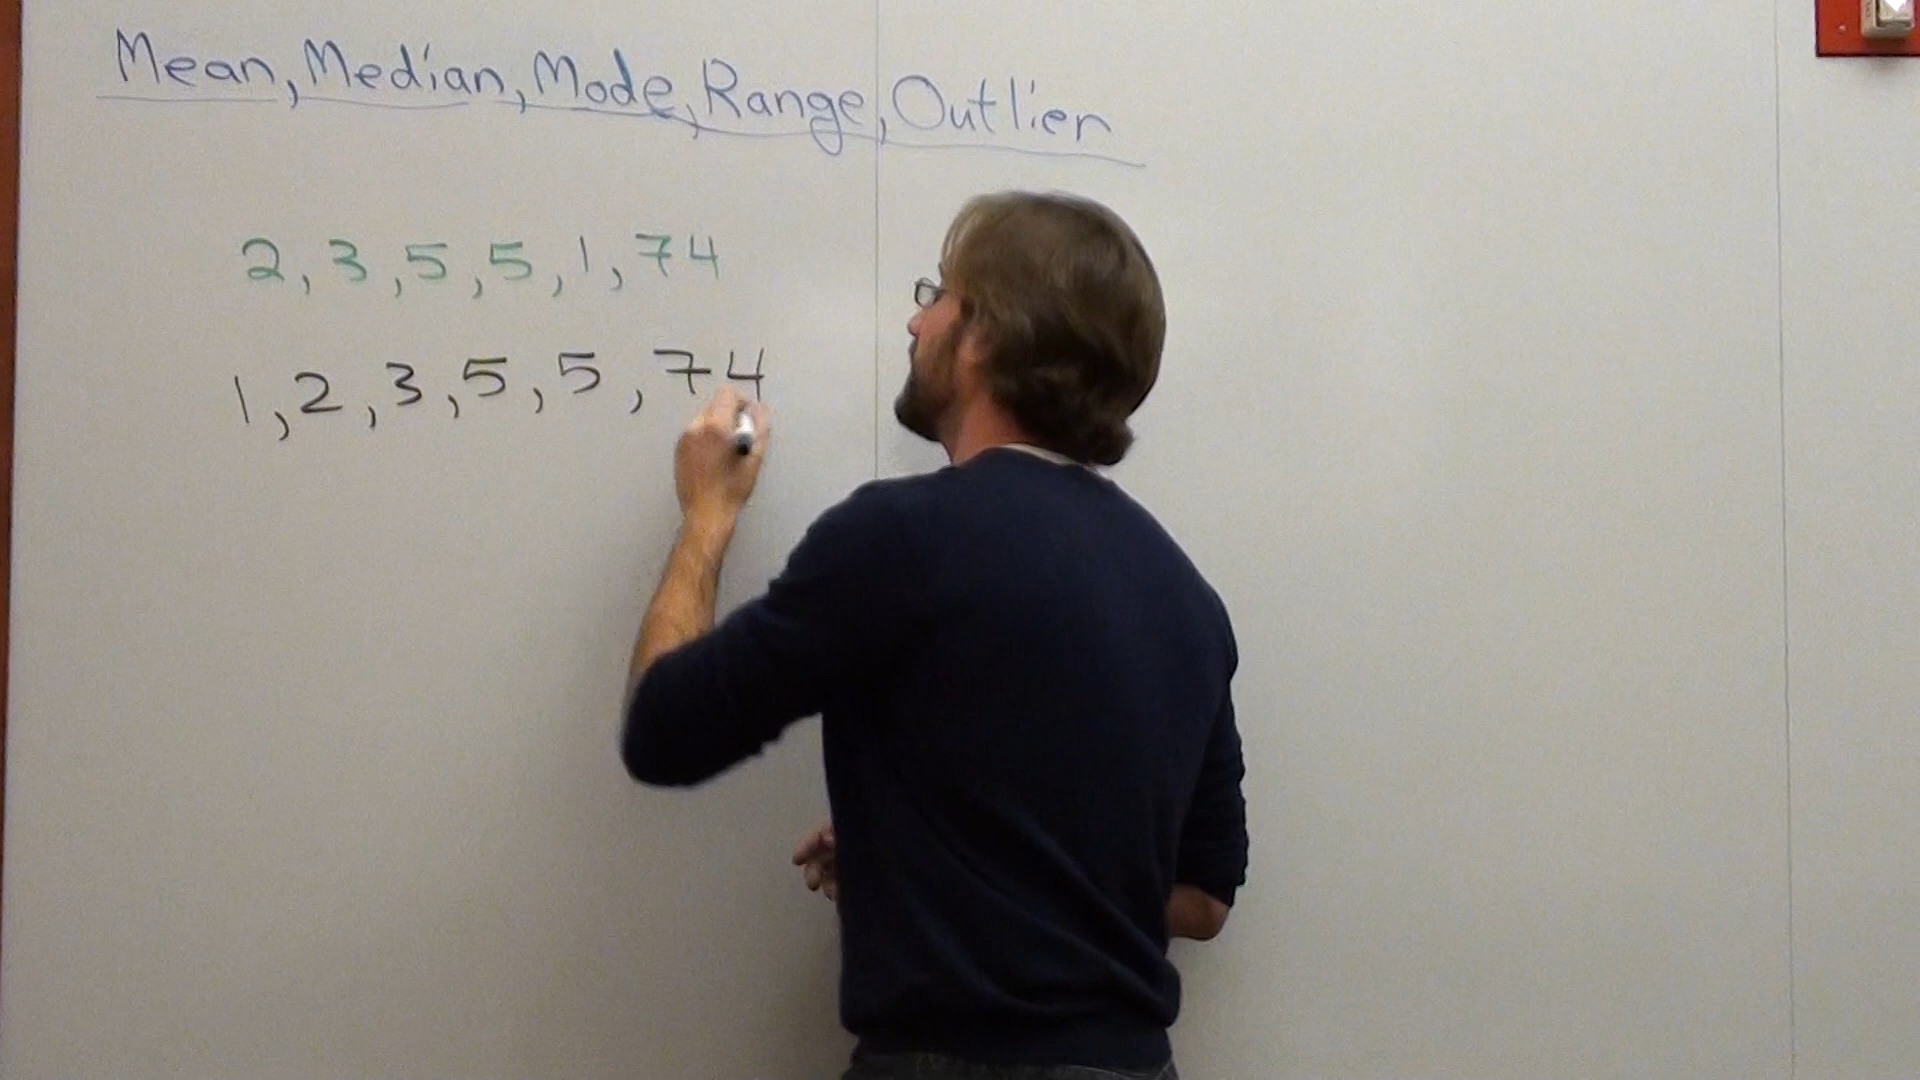 Mean, Median, Mode, Range, Outlier
2, 3, 5, 5, 1, 74
1, 2, 3, 5, 5, 74